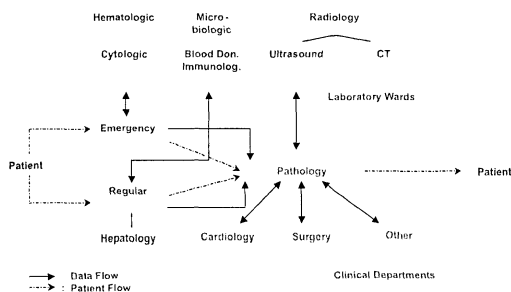 Hematologic Micro- Radiology
biologic
Cytologic Blood Don. Ultrasound CT
Immunolog.
Laboratory Wards
Emergency
Patient Pathology Patient
Regular
Hepatology Cardiology Surgery Other
Data Flow Clinical Departments
: Patient Flow